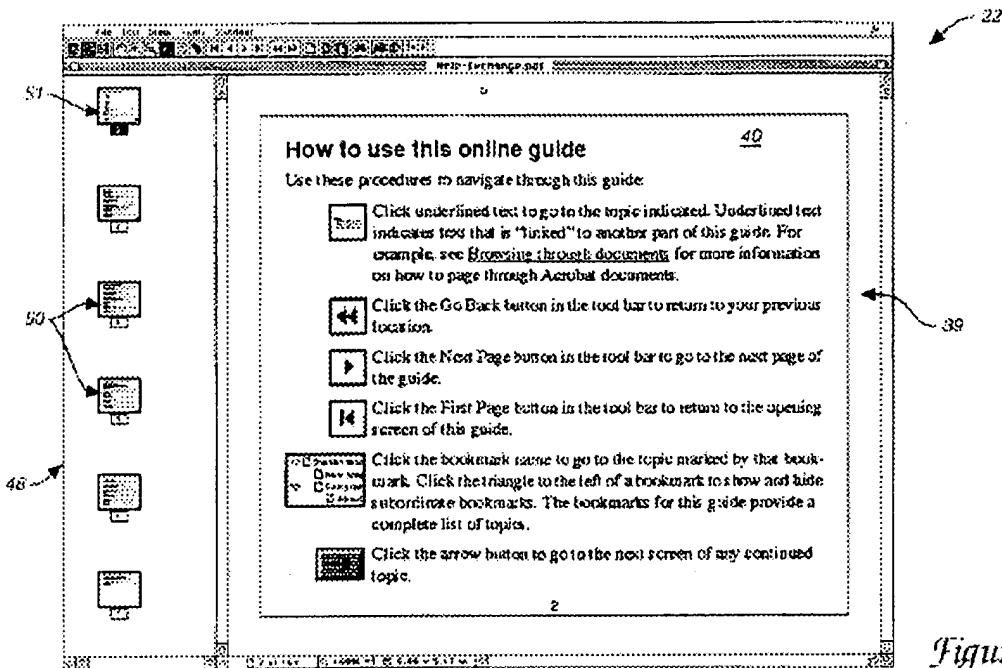 22
File Edit View Tools Window
Help-Exchange.pdf
51
40
How to use this online guide
Use these procedures to navigate through this guide:
Click underlined text to go to the topic indicated. Underlined text
indicates text that is "linked" to another part of this guide. For
example, see Browsing through documents for more information
on how to page through Acrobat documents.
50
Click the Go Back button in the tool bar to return to your previous
location.
39
Click the Next Page button in the tool bar to go to the next page of
the guide.
Click the First Page button in the tool bar to return to the opening
screen of this guide.
48
Click the bookmark name to go to the topic marked by that book-
mark. Click the triangle to the left of a bookmark to show and hide
subordinate bookmarks. The bookmarks for this guide provide a
complete list of topics.
Click the arrow button to go to the next screen of any continued
topic.
2